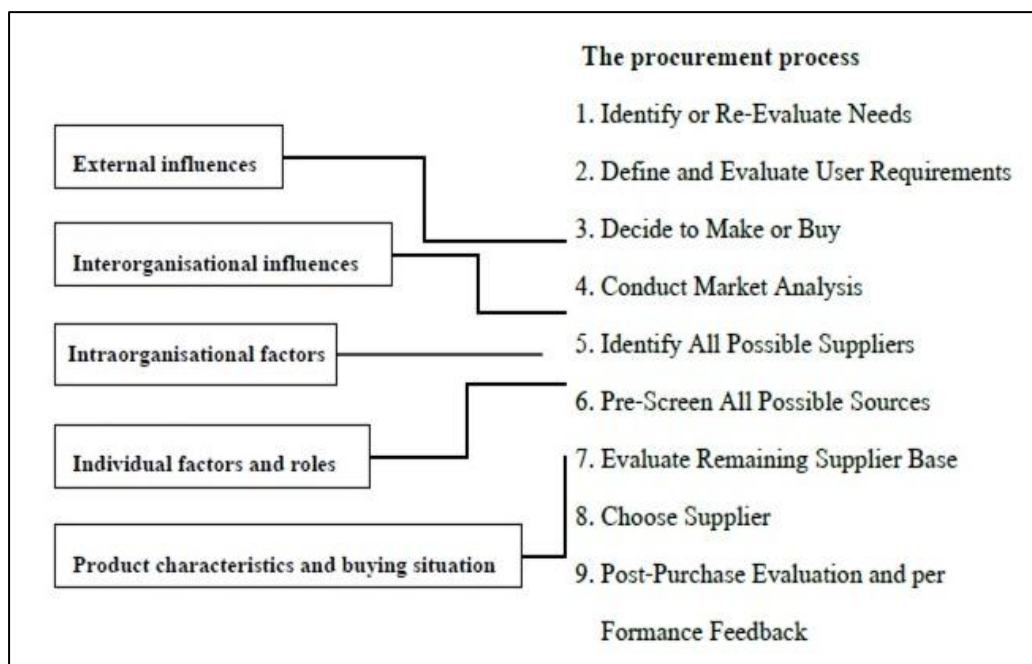 The procurement process
1. Identify or Re-Evaluate Needs
External influences
2. Define and Evaluate User Requirements
3. Decide to Make or Buy
Interorganisational influences
4. Conduct Market Analysis
Intraorganisational factors
5. Identify All Possible Suppliers
6. Pre-Screen All Possible Sources
Individual factors and roles
7. Evaluate Remaining Supplier Base
8. Choose Supplier
Product characteristics and buying situation
9. Post-Purchase Evaluation and per
Formance Feedback